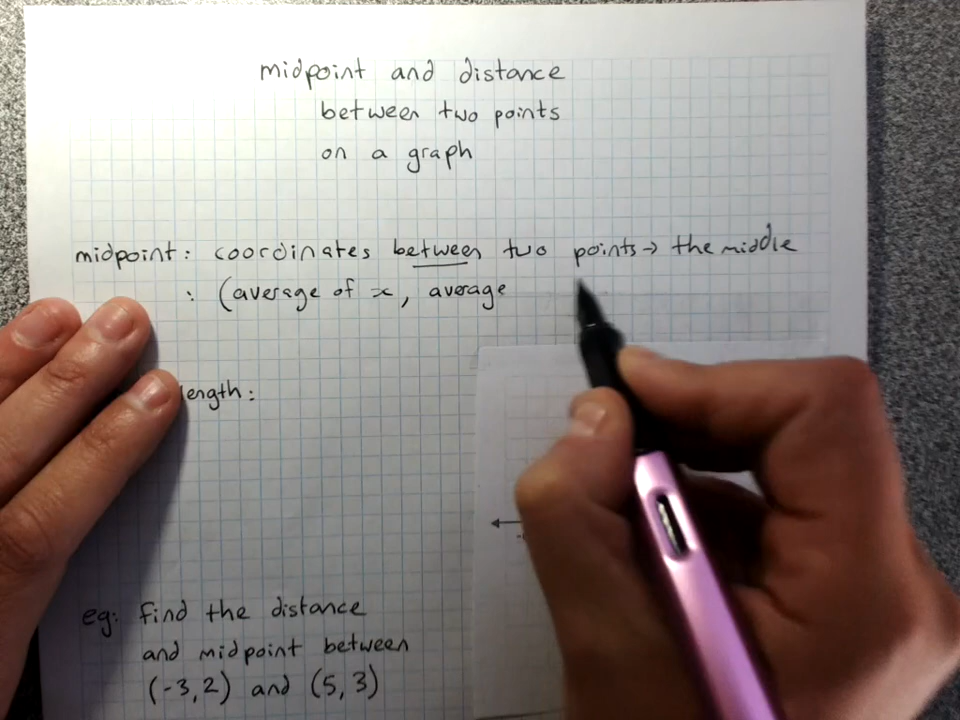 midpoint and distance
between two points
on a graph
midpoint: coordinates between two points → the middle
: (average of x, average
length:
eg: find the distance
and midpoint between
(-3,2) and (5,3)